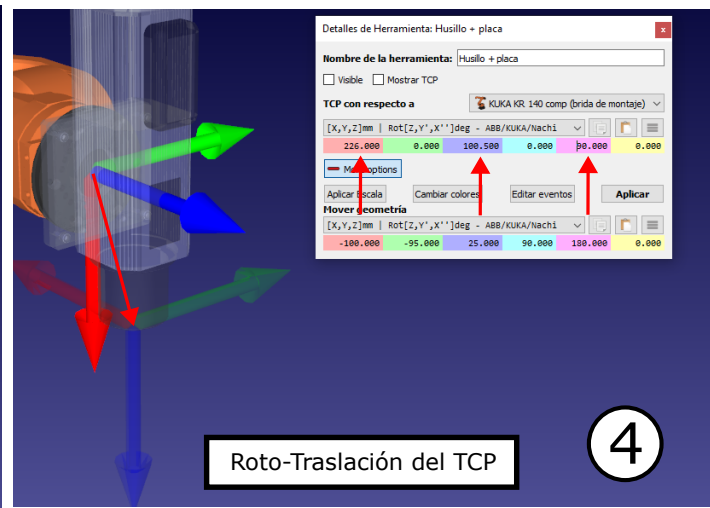 Detalles de Herramienta: Husillo + placa
x
Nombre de la herramienta: Husillo + placa
Visible Mostrar TCP
TCP con respecto a KUKA KR 140 comp (brida de montaje)
[X,Y,Z]mm | Rot[Z,Y',X'']deg - ABB/KUKA/Nachi
226.000 0.000 100.500 0.000 90.000 0.000
options
Aplicar Escala Cambiar colores Editar eventos Aplicar
Mover geometría
[X,Y,Z]mm | Rot[Z,Y',X'']deg - ABB/KUKA/Nachi
-100.000 -95.000 25.000 90.000 180.000 0.000
Roto-Traslación del TCP
4